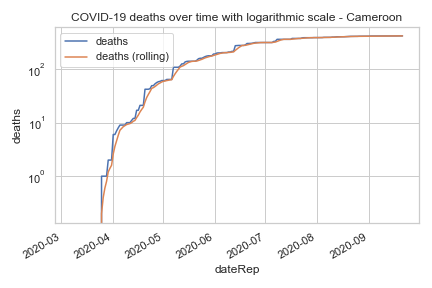 COVID-19 deaths over time with logarithmic scale - Cameroon
deaths
deaths (rolling)
10²
10¹
10⁰
deaths
2020-03
2020-04
2020-05
2020-06
2020-07
2020-08
2020-09
dateRep